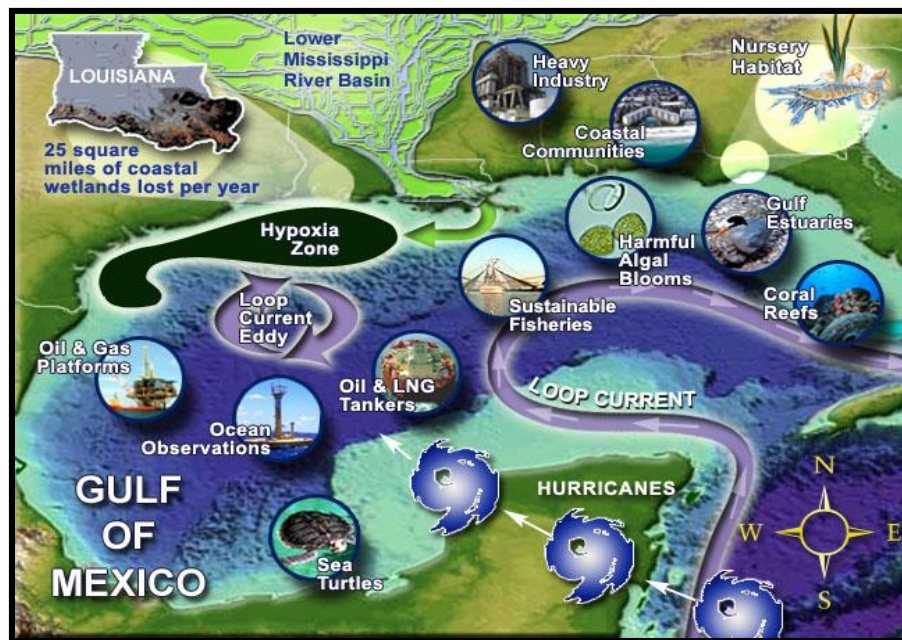 LOUISIANA
25 square
miles of coastal
wetlands lost per year
Lower
Mississippi
River Basin
Heavy
Industry
Coastal
Communities
Nursery
Habitat
Hypoxia
Zone
Harmful
Algal
Blooms
Gulf
Estuaries
Loop
Current
Eddy
Sustainable
Fisheries
Coral
Reefs
Oil & Gas
Platforms
Oil & LNG
Tankers
LOOP CURRENT
Ocean
Observations
GULF
OF
MEXICO
Sea
Turtles
HURRICANES
N
W
E
S